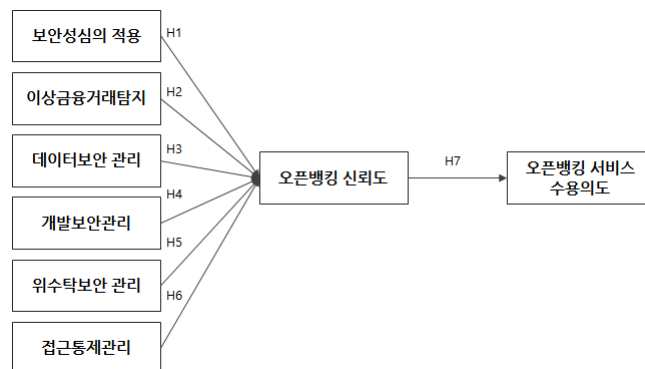 보안성심의 적용
H1
이상금융거래탐지
H2
데이터보안 관리
H3
개발보안관리
H4
위수탁보안 관리
H5
접근통제관리
H6
오픈뱅킹 신뢰도
H7
오픈뱅킹 서비스
수용의도